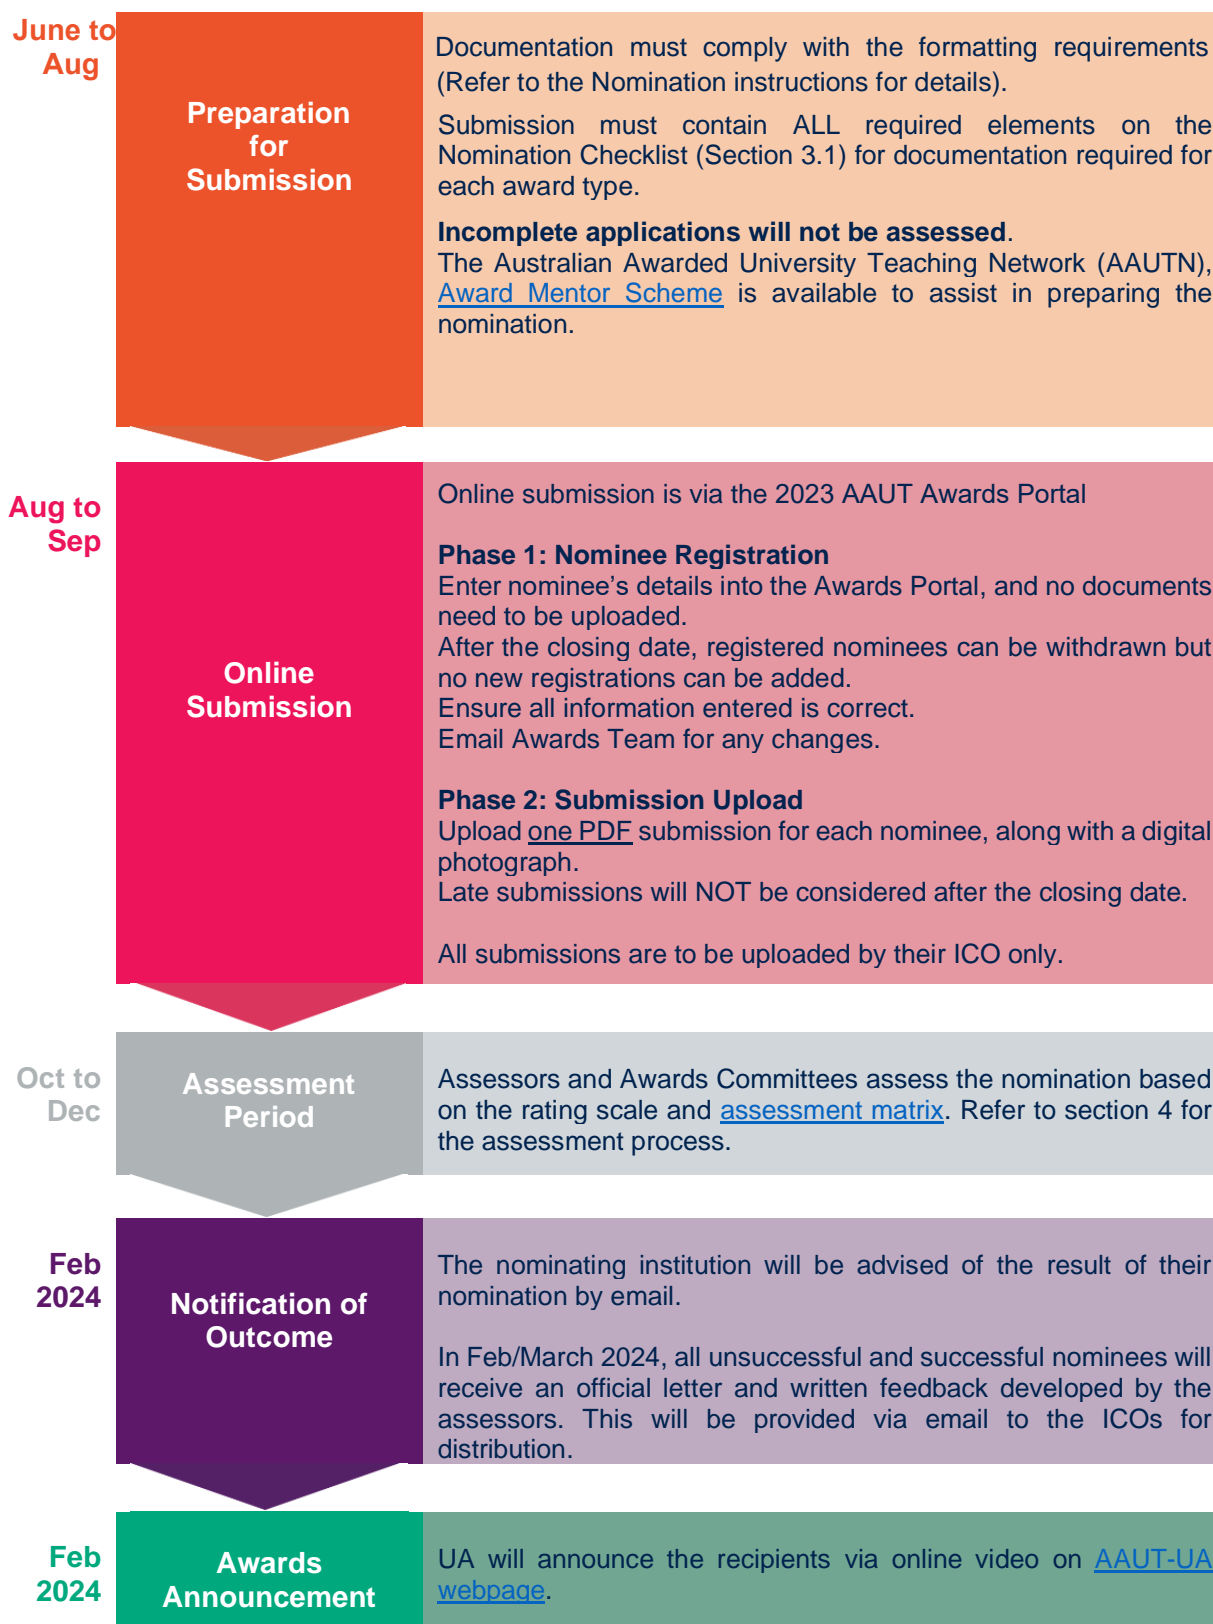 June to
Aug
Preparation
for
Submission
Documentation must comply with the formatting requirements
(Refer to the Nomination instructions for details).
Submission must contain ALL required elements on the
Nomination Checklist (Section 3.1) for documentation required for
each award type.
Incomplete applications will not be assessed.
The Australian Awarded University Teaching Network (AAUTN),
Award Mentor Scheme is available to assist in preparing the
nomination.
Aug to
Sep
Online
Submission
Online submission is via the 2023 AAUT Awards Portal
Phase 1: Nominee Registration
Enter nominee’s details into the Awards Portal, and no documents
need to be uploaded.
After the closing date, registered nominees can be withdrawn but
no new registrations can be added.
Ensure all information entered is correct.
Email Awards Team for any changes.
Phase 2: Submission Upload
Upload one PDF submission for each nominee, along with a digital
photograph.
Late submissions will NOT be considered after the closing date.
All submissions are to be uploaded by their ICO only.
Oct to
Dec
Assessment
Period
Assessors and Awards Committees assess the nomination based
on the rating scale and assessment matrix. Refer to section 4 for
the assessment process.
Feb
2024
Notification of
Outcome
The nominating institution will be advised of the result of their
nomination by email.
In Feb/March 2024, all unsuccessful and successful nominees will
receive an official letter and written feedback developed by the
assessors. This will be provided via email to the ICOs for
distribution.
Feb
2024
Awards
Announcement
UA will announce the recipients via online video on AAUT-UA
webpage.